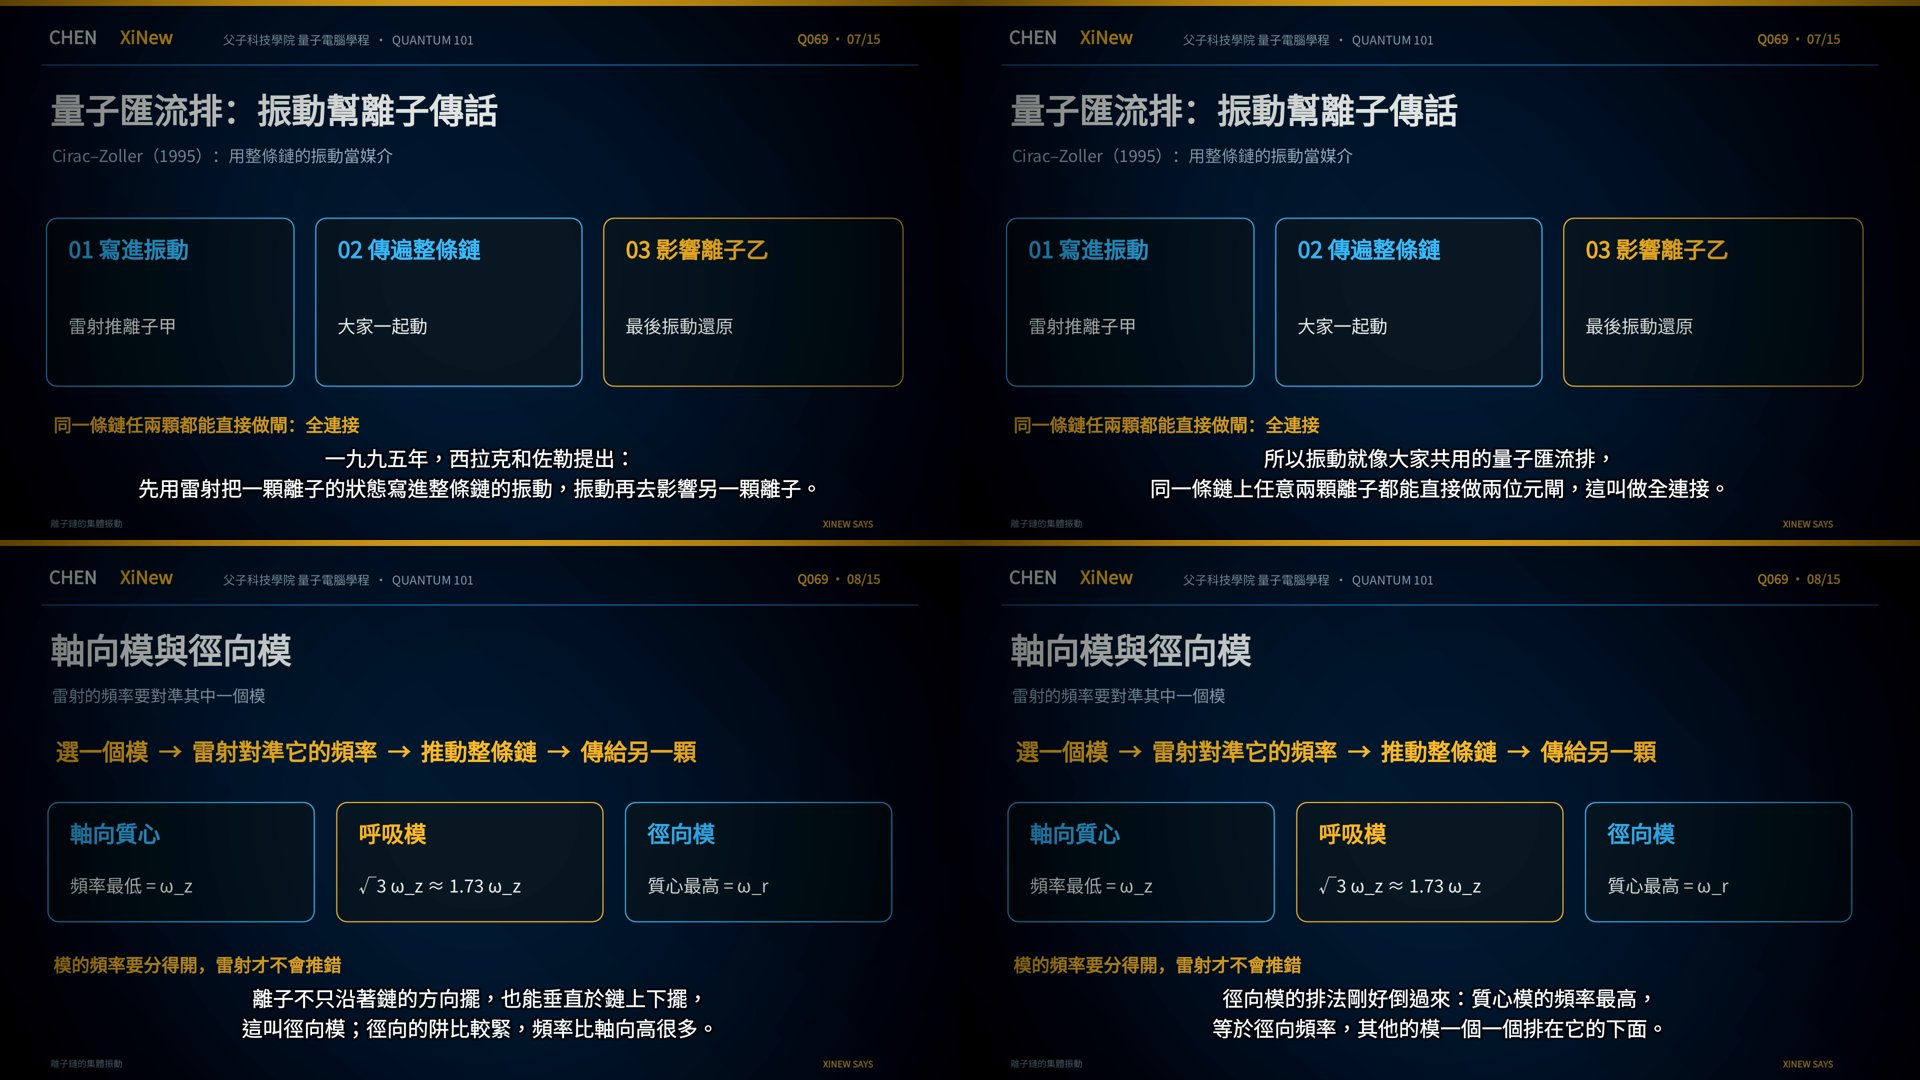 CHEN XiNew 父子科技學院 量子電腦學程 · QUANTUM 101 Q069 · 07/15
量子匯流排：振動幫離子傳話
Cirac–Zoller（1995）：用整條鏈的振動當媒介
01 寫進振動
雷射推離子甲
02 傳遍整條鏈
大家一起動
03 影響離子乙
最後振動還原
同一條鏈任兩顆都能直接做閘：全連接
一九九五年，西拉克和佐勒提出：
先用雷射把一顆離子的狀態寫進整條鏈的振動，振動再去影響另一顆離子。
離子鏈的集體振動 XINEW SAYS
CHEN XiNew 父子科技學院 量子電腦學程 · QUANTUM 101 Q069 · 07/15
量子匯流排：振動幫離子傳話
Cirac–Zoller（1995）：用整條鏈的振動當媒介
01 寫進振動
雷射推離子甲
02 傳遍整條鏈
大家一起動
03 影響離子乙
最後振動還原
同一條鏈任兩顆都能直接做閘：全連接
所以振動就像大家共用的量子匯流排，
同一條鏈上任意兩顆離子都能直接做兩位元閘，這叫做全連接。
離子鏈的集體振動 XINEW SAYS
CHEN XiNew 父子科技學院 量子電腦學程 · QUANTUM 101 Q069 · 08/15
軸向模與徑向模
雷射的頻率要對準其中一個模
選一個模 → 雷射對準它的頻率 → 推動整條鏈 → 傳給另一顆
軸向質心
頻率最低 = ω_z
呼吸模
√3 ω_z ≈ 1.73 ω_z
徑向模
質心最高 = ω_r
模的頻率要分得開，雷射才不會推錯
離子不只沿著鏈的方向擺，也能垂直於鏈上下擺，
這叫徑向模；徑向的阱比較緊，頻率比軸向高很多。
離子鏈的集體振動 XINEW SAYS
CHEN XiNew 父子科技學院 量子電腦學程 · QUANTUM 101 Q069 · 08/15
軸向模與徑向模
雷射的頻率要對準其中一個模
選一個模 → 雷射對準它的頻率 → 推動整條鏈 → 傳給另一顆
軸向質心
頻率最低 = ω_z
呼吸模
√3 ω_z ≈ 1.73 ω_z
徑向模
質心最高 = ω_r
模的頻率要分得開，雷射才不會推錯
徑向模的排法剛好倒過來：質心模的頻率最高，
等於徑向頻率，其他的模一個一個排在它的下面。
離子鏈的集體振動 XINEW SAYS